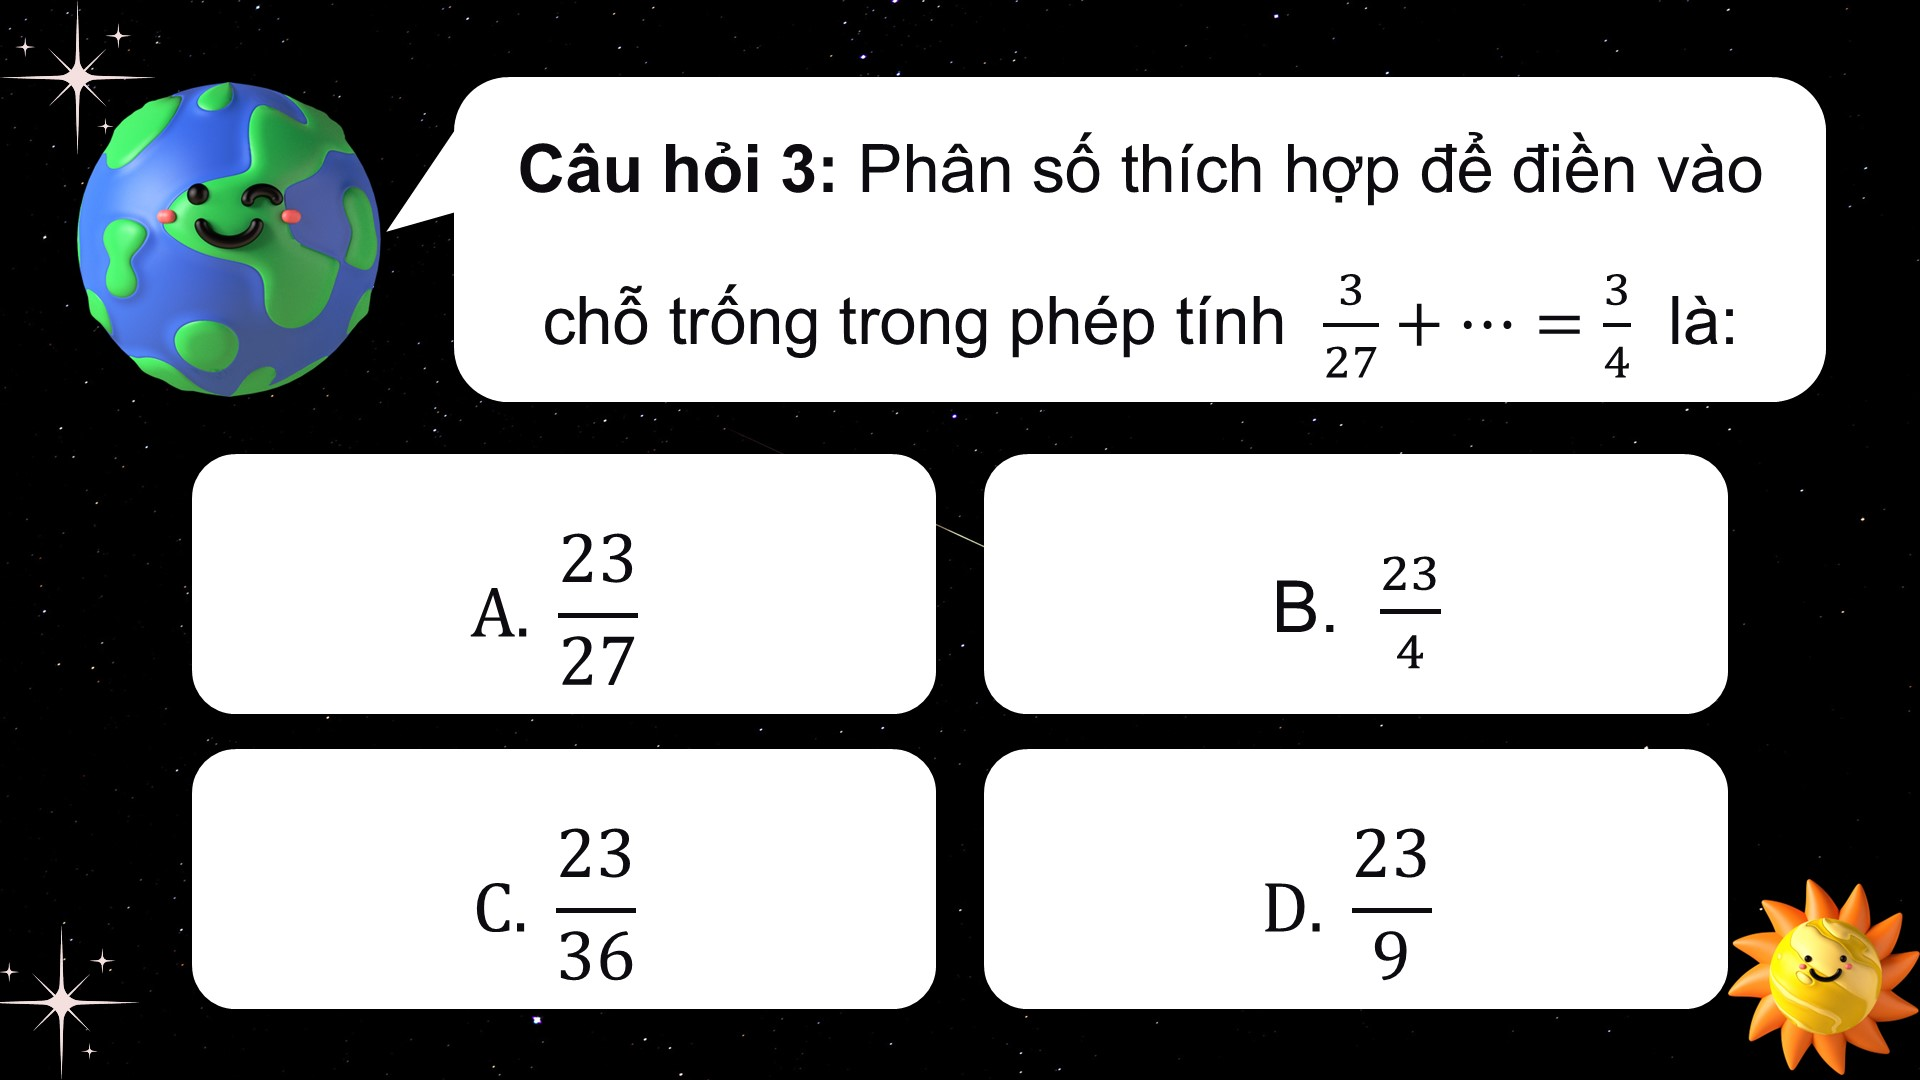 Câu hỏi 3: Phân số thích hợp để điền vào
chỗ trống trong phép tính 3/27 + ⋯ = 3/4 là:
A. 23/27
B. 23/4
C. 23/36
D. 23/9